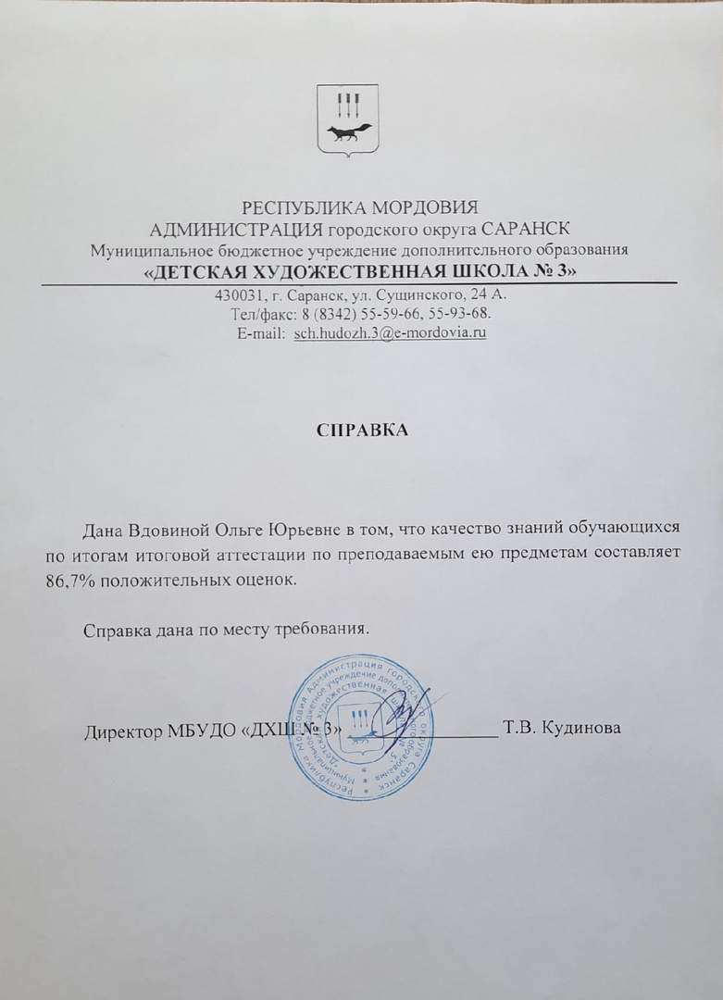 РЕСПУБЛИКА МОРДОВИЯ
АДМИНИСТРАЦИЯ городского округа САРАНСК
Муниципальное бюджетное учреждение дополнительного образования
«ДЕТСКАЯ ХУДОЖЕСТВЕННАЯ ШКОЛА № 3»
430031, г. Саранск, ул. Сущинского, 24 А.
Тел/факс: 8 (8342) 55-59-66, 55-93-68.
E-mail: sch.hudozh.3@e-mordovia.ru
СПРАВКА
Дана Вдовиной Ольге Юрьевне в том, что качество знаний обучающихся
по итогам итоговой аттестации по преподаваемым ею предметам составляет
86,7% положительных оценок.
Справка дана по месту требования.
Директор МБУДО «ДХШ № 3» Т.В. Кудинова
Республика Мордовия Администрация городского округа Саранск
Муниципальное бюджетное учреждение дополнительного образования
Детская художественная школа № 3